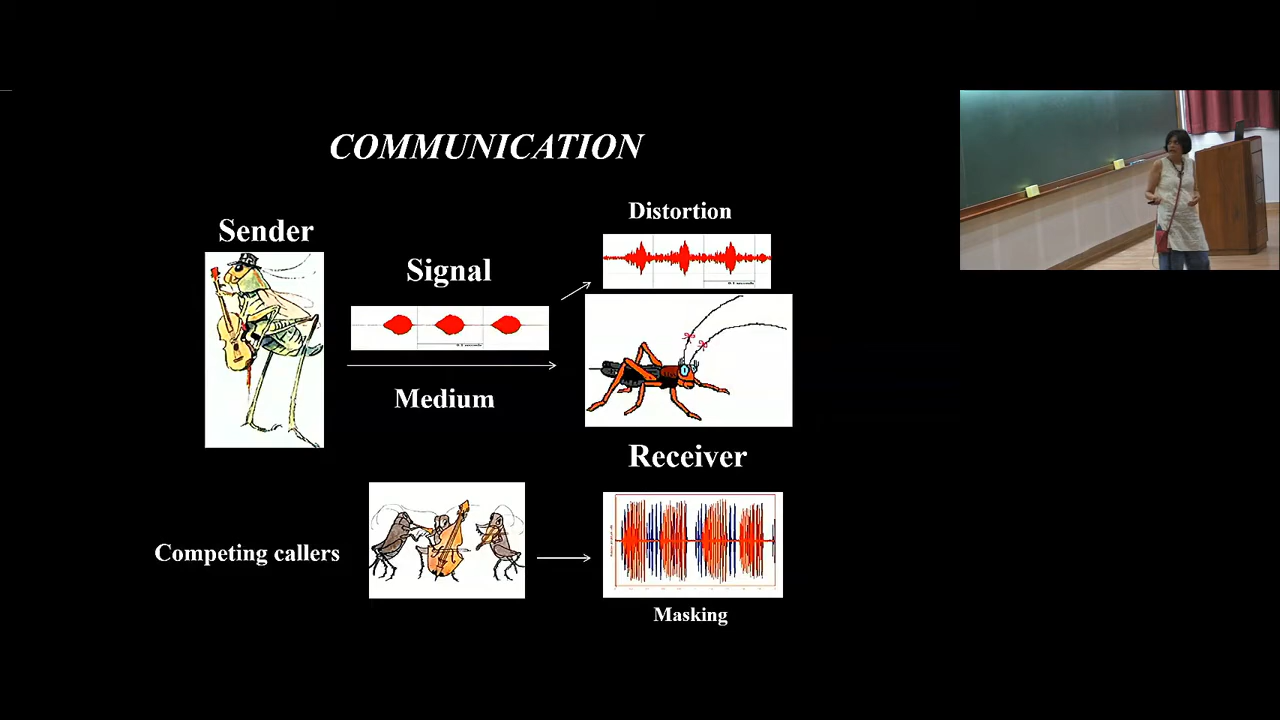 COMMUNICATION
Sender
Signal
Medium
Distortion
Receiver
Competing callers
Masking